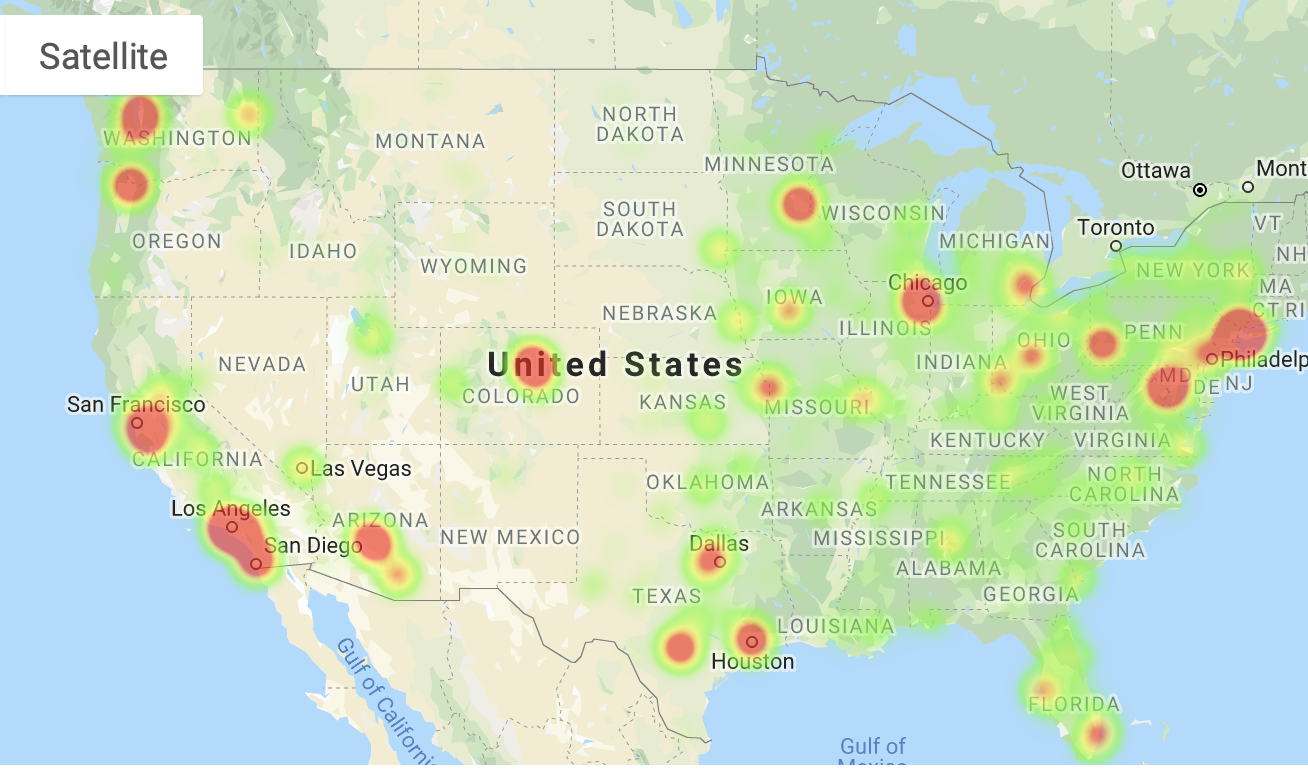 Satellite
WASHINGTON
MONTANA
NORTH
DAKOTA
MINNESOTA
Ottawa
Mont
OREGON
IDAHO
SOUTH
DAKOTA
WISCONSIN
MICHIGAN
Toronto
VT
NH
WYOMING
NEW YORK
Chicago
MA
CT RI
IOWA
NEBRASKA
ILLINOIS
OHIO
PENN
NEVADA
United States
INDIANA
Philadelp
UTAH
COLORADO
MD
DE
NJ
San Francisco
KANSAS
MISSOURI
WEST
VIRGINIA
CALIFORNIA
Las Vegas
KENTUCKY
VIRGINIA
OKLAHOMA
TENNESSEE
NORTH
CAROLINA
Los Angeles
ARIZONA
NEW MEXICO
ARKANSAS
MISSISSIPPI
San Diego
Dallas
SOUTH
CAROLINA
ALABAMA
TEXAS
GEORGIA
LOUISIANA
Houston
Gulf of California
FLORIDA
Gulf of
Mexico